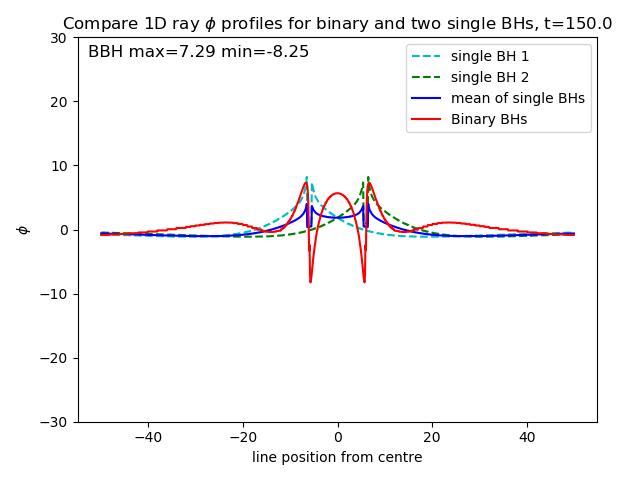 Compare 1D ray ϕ profiles for binary and two single BHs, t=150.0
BBH max=7.29 min=-8.25
single BH 1
single BH 2
mean of single BHs
Binary BHs
30
20
10
0
−10
−20
−30
ϕ
−40
−20
0
20
40
line position from centre